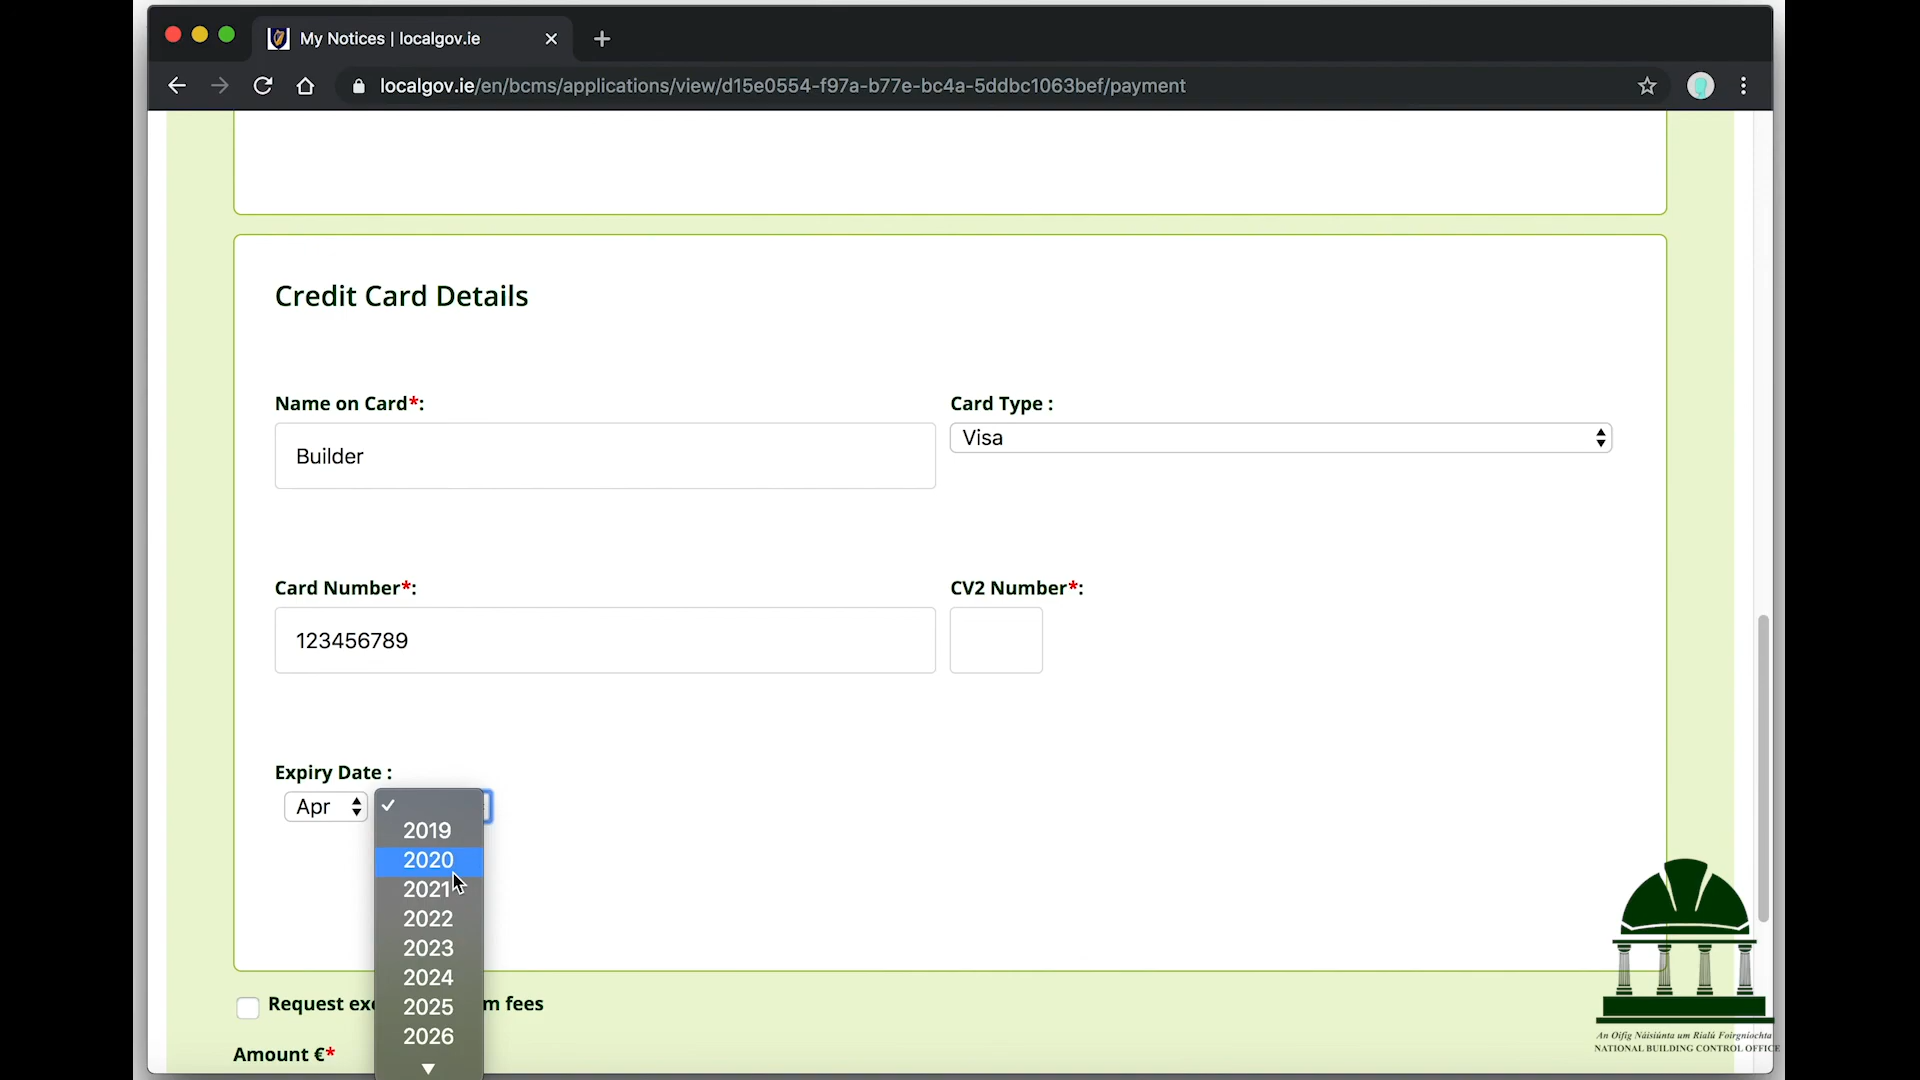 My Notices | localgov.ie
localgov.ie/en/bcms/applications/view/d15e0554-f97a-b77e-bc4a-5ddbc1063bef/payment
Credit Card Details
Name on Card*:
Card Type :
Builder
Visa
Card Number*:
CV2 Number*:
123456789
Expiry Date :
Apr
2019
2020
2021
2022
2023
2024
2025
2026
Request
m fees
Amount €*
An Oifig Náisiúnta um Rialú Foirgníochta
NATIONAL BUILDING CONTROL OFFICE